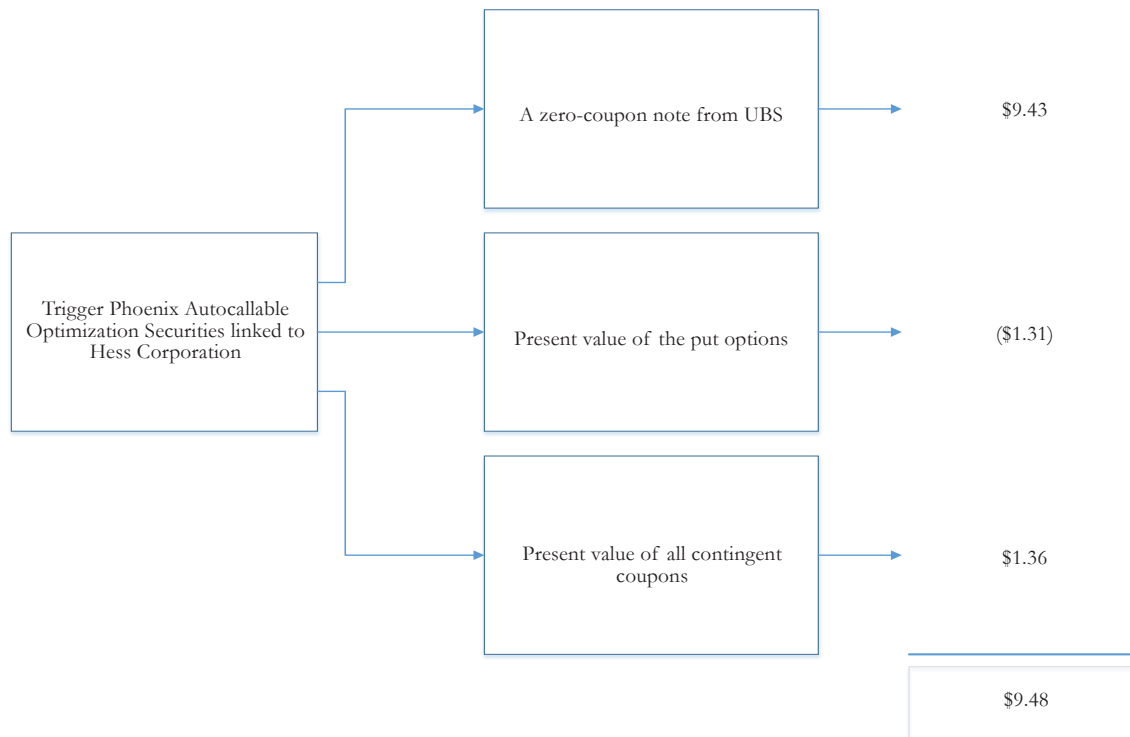 A zero-coupon note from UBS
$9.43
Trigger Phoenix Autocallable
Optimization Securities linked to
Hess Corporation
Present value of the put options
($1.31)
Present value of all contingent
coupons
$1.36
$9.48